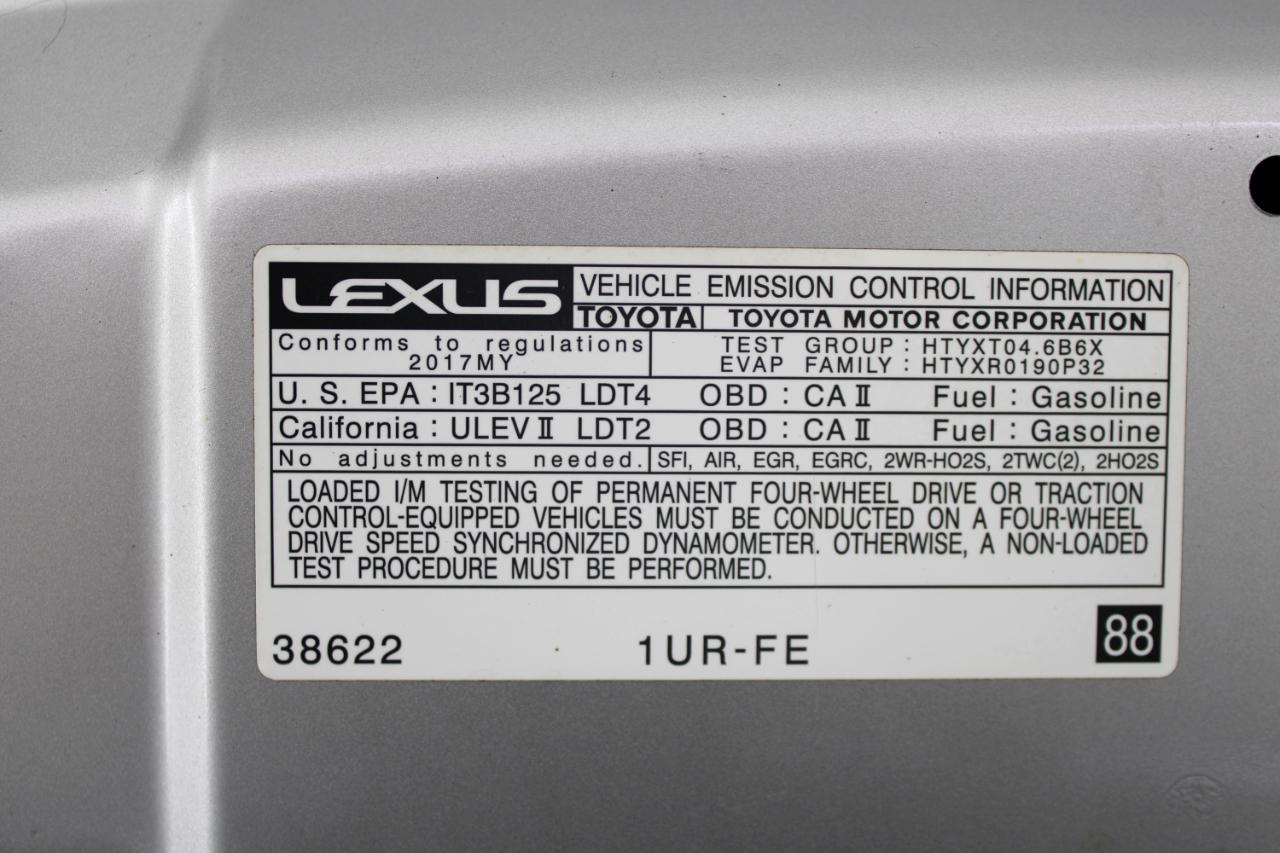 LEXUS VEHICLE EMISSION CONTROL INFORMATION
TOYOTA TOYOTA MOTOR CORPORATION
Conforms to regulations
2017MY
TEST GROUP : HTYXT04.6B6X
EVAP FAMILY : HTYXR0190P32
U. S. EPA : IT3B125 LDT4 OBD : CA II Fuel : Gasoline
California : ULEV II LDT2 OBD : CA II Fuel : Gasoline
No adjustments needed. SFI, AIR, EGR, EGRC, 2WR-HO2S, 2TWC(2), 2HO2S
LOADED I/M TESTING OF PERMANENT FOUR-WHEEL DRIVE OR TRACTION
CONTROL-EQUIPPED VEHICLES MUST BE CONDUCTED ON A FOUR-WHEEL
DRIVE SPEED SYNCHRONIZED DYNAMOMETER. OTHERWISE, A NON-LOADED
TEST PROCEDURE MUST BE PERFORMED.
38622 1UR-FE 88